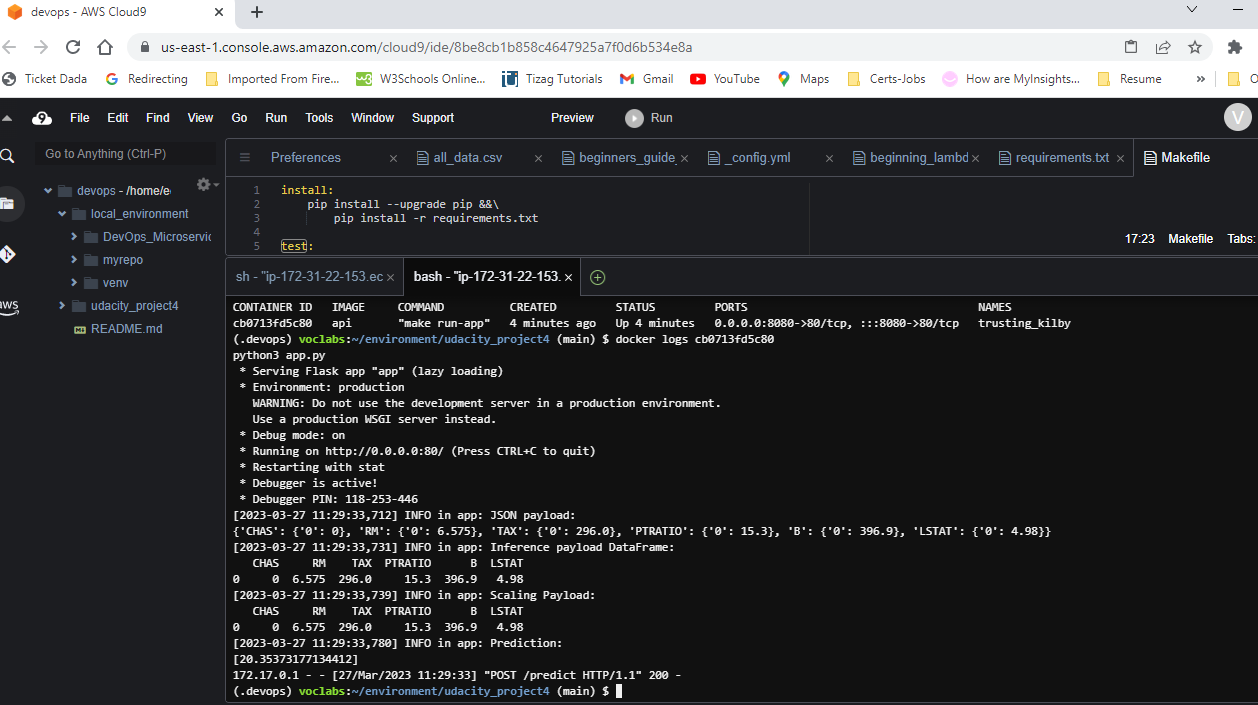 devops - AWS Cloud9
us-east-1.console.aws.amazon.com/cloud9/ide/8be8cb1b858c4647925a7f0d6b534e8a
Ticket Dada Redirecting Imported From Fire... W3Schools Online... Tizag Tutorials Gmail YouTube Maps Certs-Jobs How are MyInsights... Resume »
9 File Edit Find View Go Run Tools Window Support Preview Run V
Go to Anything (Ctrl-P)
Preferences all_data.csv beginners_guide _config.yml beginning_lambd requirements.txt Makefile
devops - /home/e
local_environment
DevOps_Microservic
myrepo
venv
udacity_project4
README.md
aws
1 install:
2 pip install --upgrade pip &&\
3 pip install -r requirements.txt
4
5 test:
17:23 Makefile Tabs:
sh - "ip-172-31-22-153.ec bash - "ip-172-31-22-153.
CONTAINER ID IMAGE COMMAND CREATED STATUS PORTS NAMES
cb0713fd5c80 api "make run-app" 4 minutes ago Up 4 minutes 0.0.0.0:8080->80/tcp, :::8080->80/tcp trusting_kilby
(.devops) voclabs:~/environment/udacity_project4 (main) $ docker logs cb0713fd5c80
python3 app.py
* Serving Flask app "app" (lazy loading)
* Environment: production
WARNING: Do not use the development server in a production environment.
Use a production WSGI server instead.
* Debug mode: on
* Running on http://0.0.0.0:80/ (Press CTRL+C to quit)
* Restarting with stat
* Debugger is active!
* Debugger PIN: 118-253-446
[2023-03-27 11:29:33,712] INFO in app: JSON payload:
{'CHAS': {'0': 0}, 'RM': {'0': 6.575}, 'TAX': {'0': 296.0}, 'PTRATIO': {'0': 15.3}, 'B': {'0': 396.9}, 'LSTAT': {'0': 4.98}}
[2023-03-27 11:29:33,731] INFO in app: Inference payload DataFrame:
CHAS RM TAX PTRATIO B LSTAT
0 0 6.575 296.0 15.3 396.9 4.98
[2023-03-27 11:29:33,739] INFO in app: Scaling Payload:
CHAS RM TAX PTRATIO B LSTAT
0 0 6.575 296.0 15.3 396.9 4.98
[2023-03-27 11:29:33,780] INFO in app: Prediction:
[20.35373177134412]
172.17.0.1 - - [27/Mar/2023 11:29:33] "POST /predict HTTP/1.1" 200 -
(.devops) voclabs:~/environment/udacity_project4 (main) $